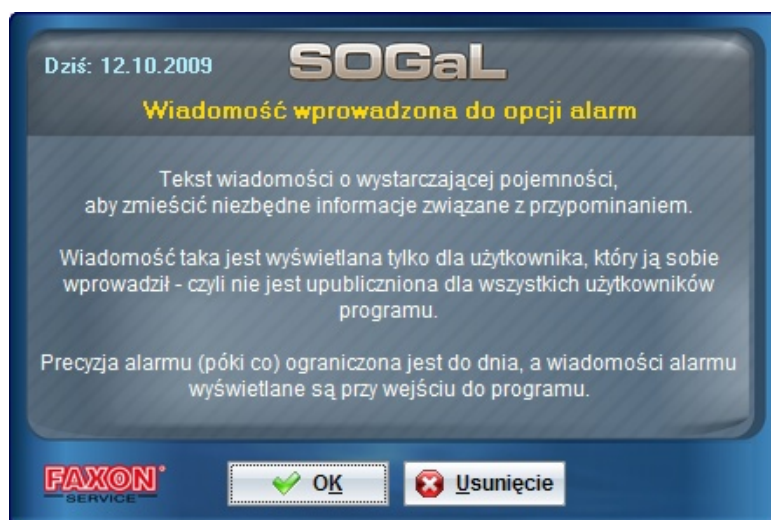 Dziś: 12.10.2009
SOGaL
Wiadomość wprowadzona do opcji alarm
Tekst wiadomości o wystarczającej pojemności,
aby zmieścić niezbędne informacje związane z przypominaniem.
Wiadomość taka jest wyświetlana tylko dla użytkownika, który ją sobie
wprowadził - czyli nie jest upubliczniona dla wszystkich użytkowników
programu.
Precyzja alarmu (póki co) ograniczona jest do dnia, a wiadomości alarmu
wyświetlane są przy wejściu do programu.
FAXON
SERVICE
OK
Usunięcie